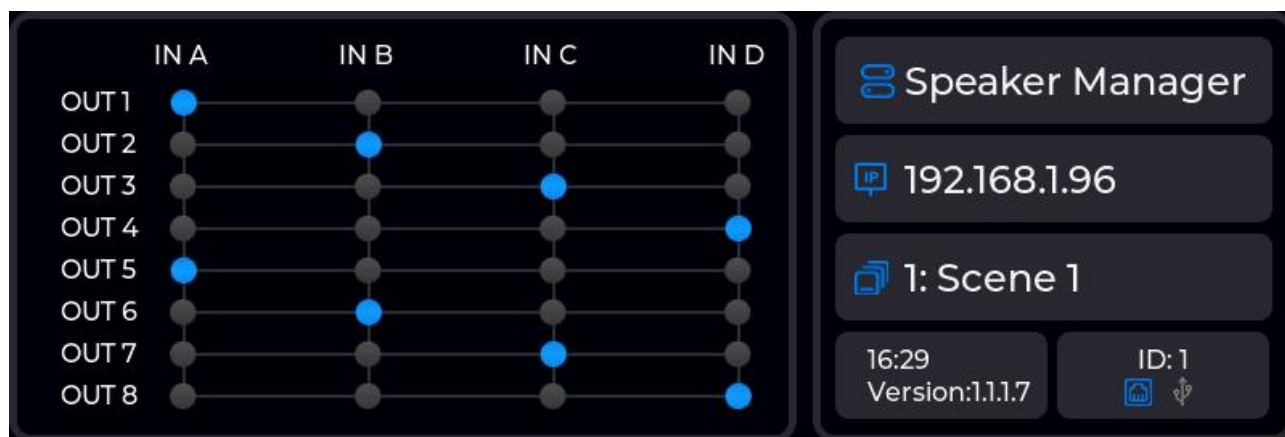 IN A IN B IN C IN D
OUT 1
OUT 2
OUT 3
OUT 4
OUT 5
OUT 6
OUT 7
OUT 8
Speaker Manager
IP
192.168.1.96
1: Scene 1
16:29
Version:1.1.1.7
ID: 1